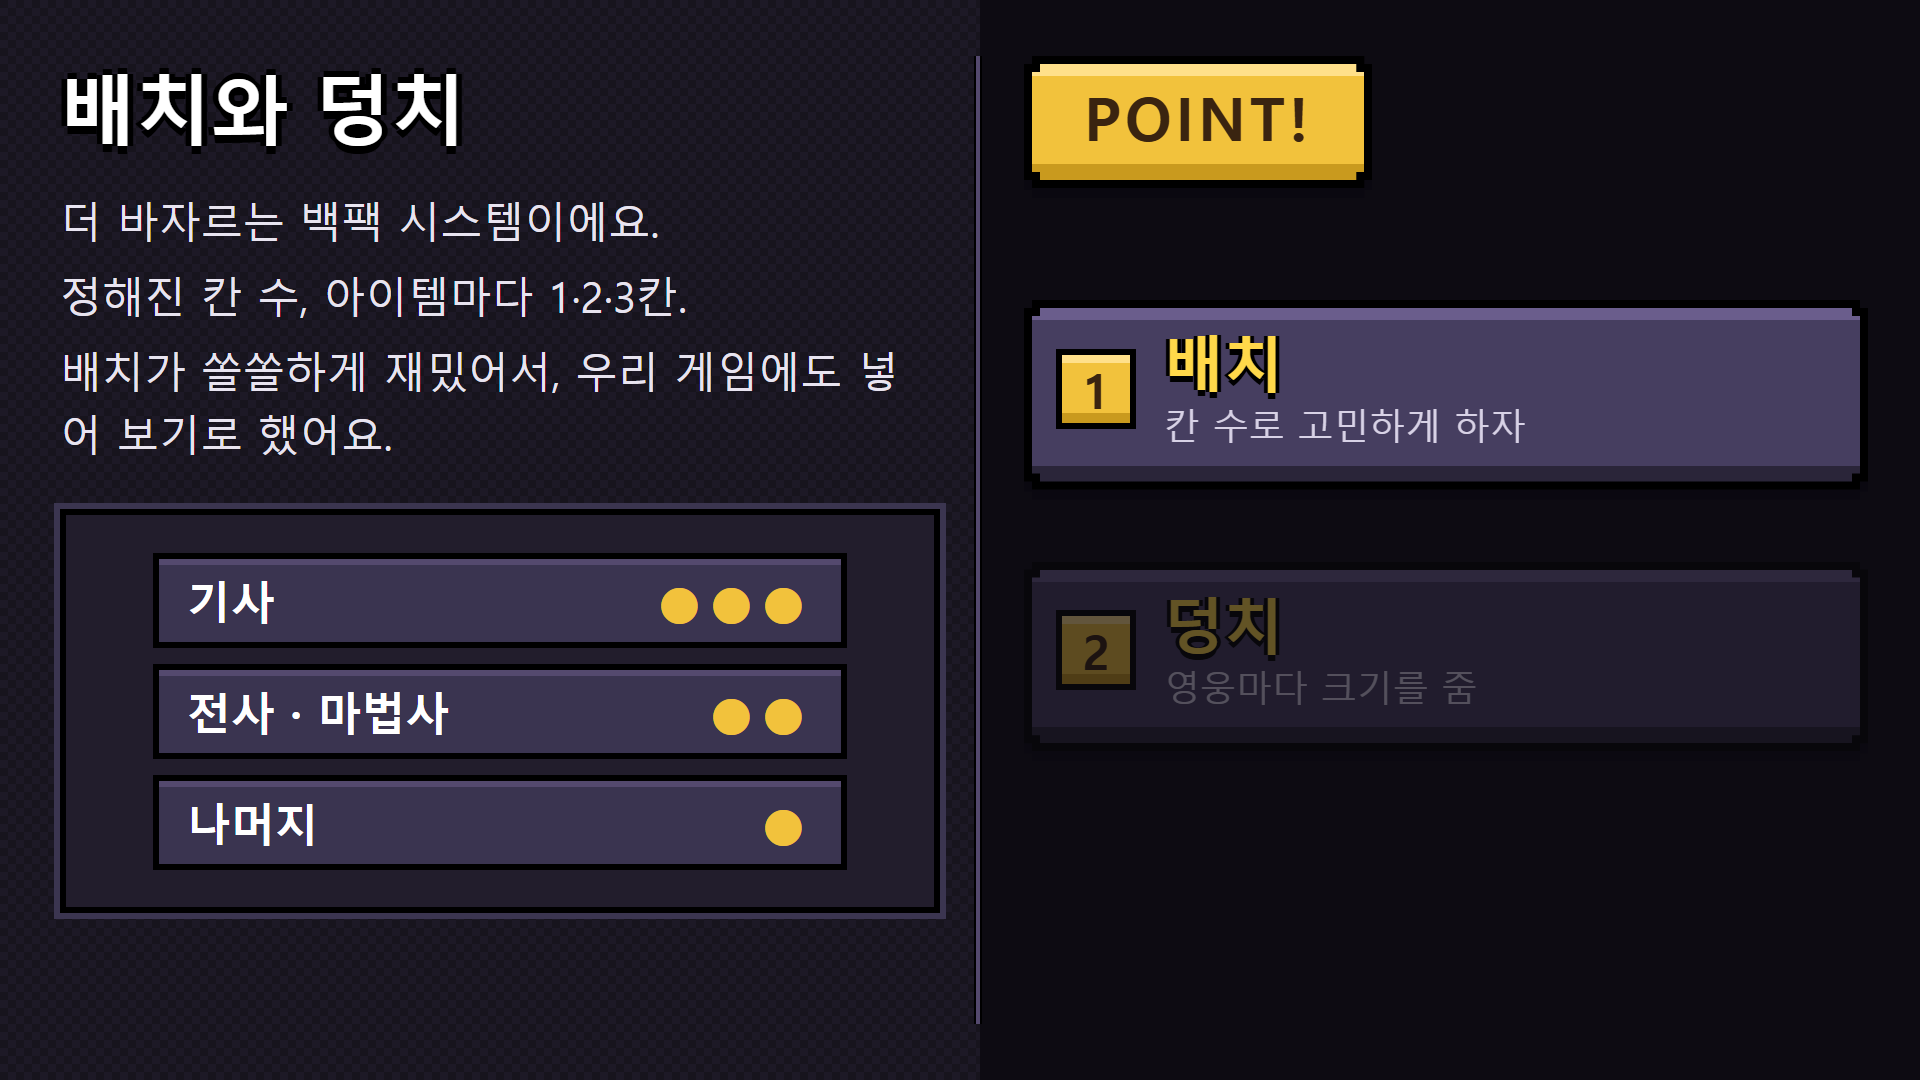 배치와 덩치
더 바자르는 백팩 시스템이에요.
정해진 칸 수, 아이템마다 1·2·3칸.
배치가 쏠쏠하게 재밌어서, 우리 게임에도 넣
어 보기로 했어요.
기사
전사 · 마법사
나머지
POINT!
1
배치
칸 수로 고민하게 하자
2
덩치
영웅마다 크기를 줌